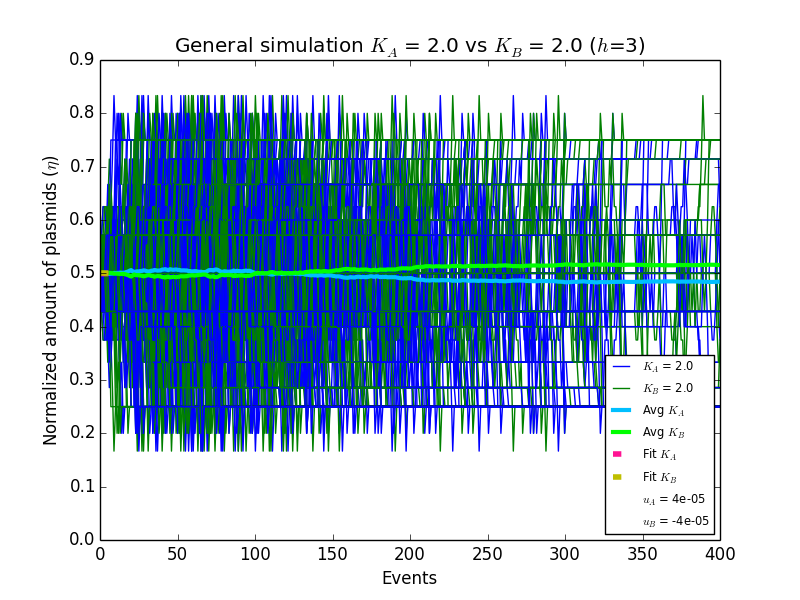 General simulation K_A = 2.0 vs K_B = 2.0 (h=3)
0.9
0.8
0.7
0.6
0.5
0.4
0.3
0.2
0.1
0.0
Normalized amount of plasmids (η)
K_A = 2.0
K_B = 2.0
Avg K_A
Avg K_B
Fit K_A
Fit K_B
u_A = 4e-05
u_B = -4e-05
0 50 100 150 200 250 300 350 400
Events